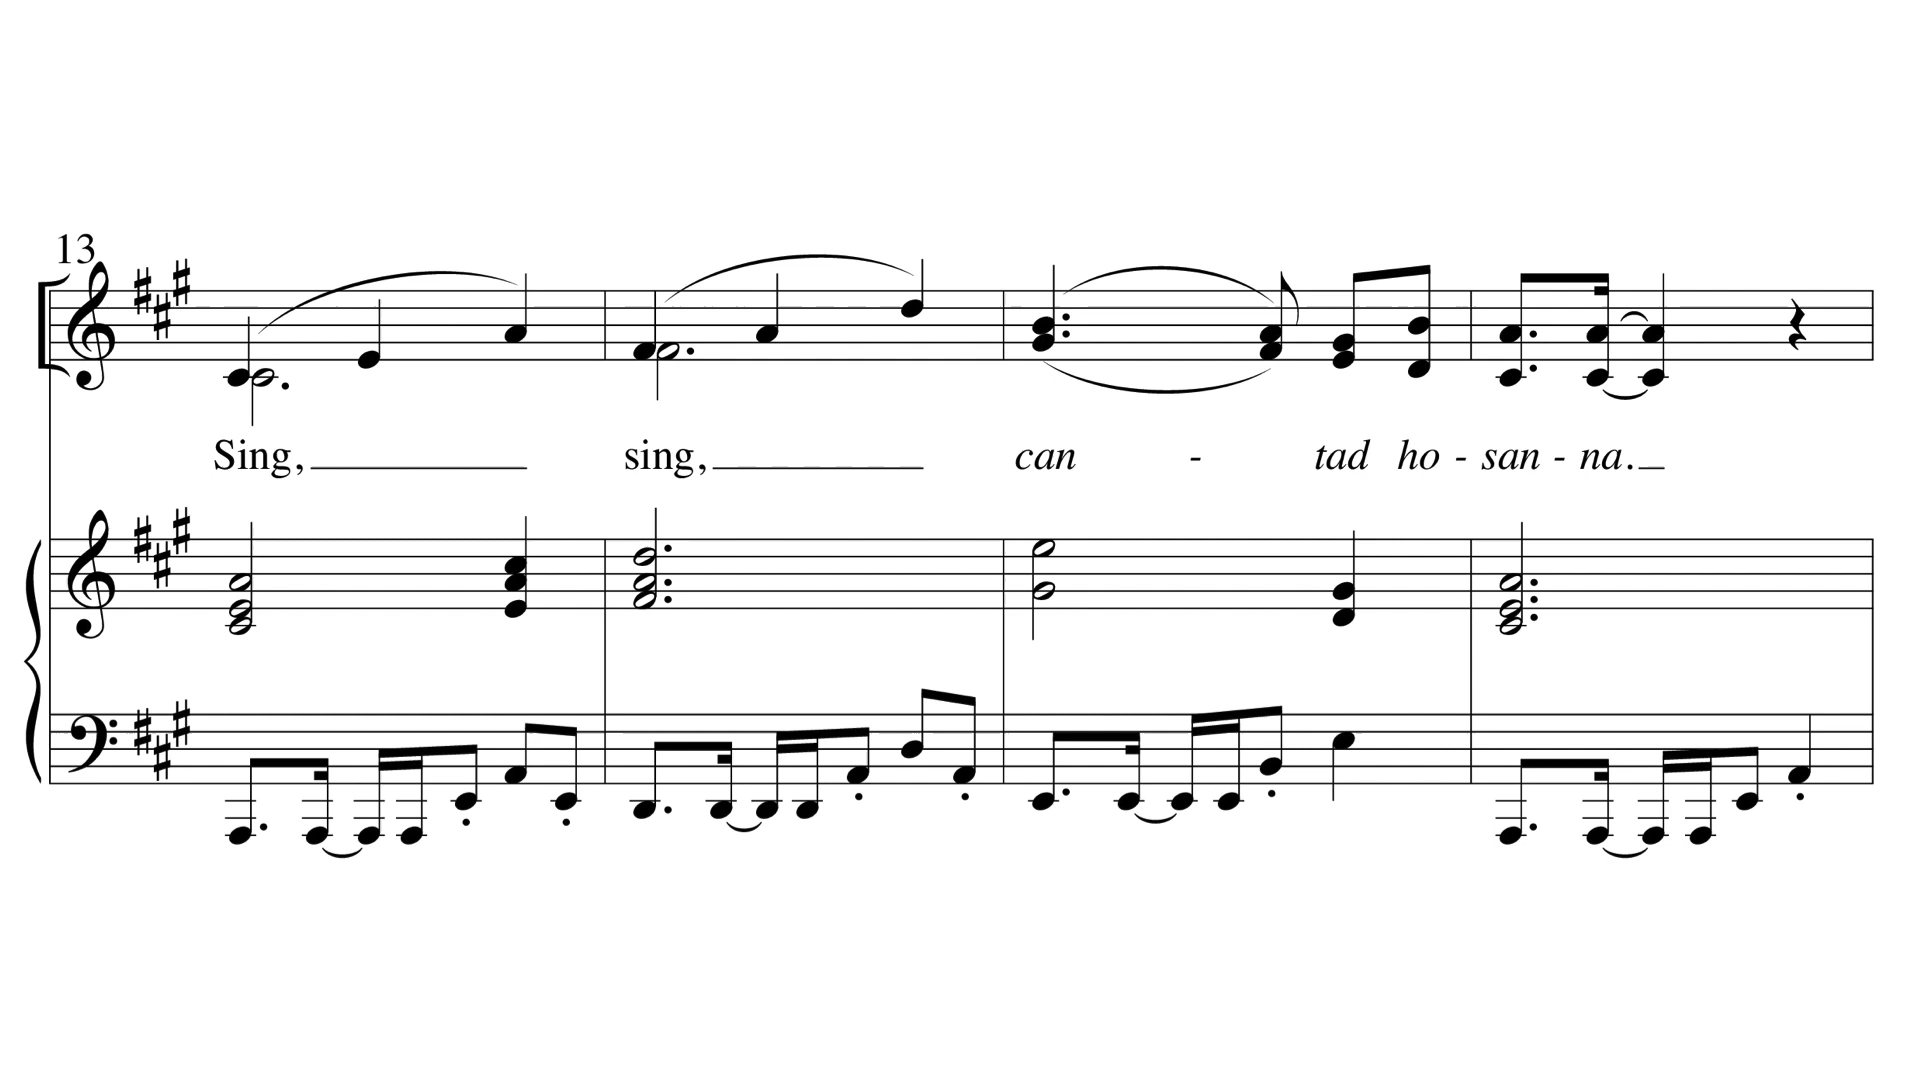 13
Sing, sing, can - tad ho - san - na.